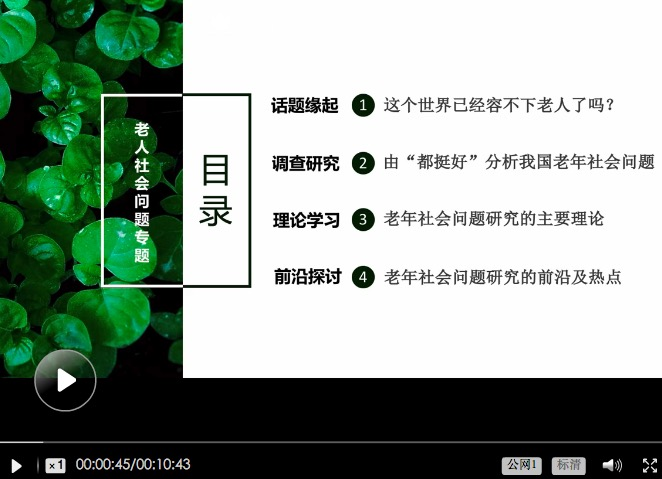 老人社会问题专题
目录
话题缘起 1 这个世界已经容不下老人了吗？
调查研究 2 由“都挺好”分析我国老年社会问题
理论学习 3 老年社会问题研究的主要理论
前沿探讨 4 老年社会问题研究的前沿及热点
×1 00:00:45/00:10:43 公网1 标清